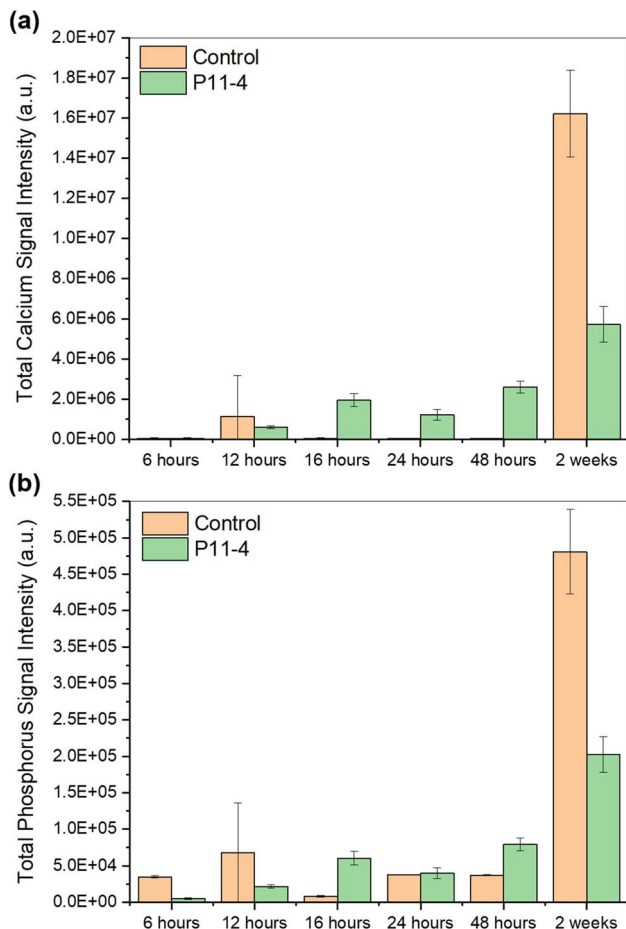 (a)
Total Calcium Signal Intensity (a.u.)
2.0E+07
1.8E+07
1.6E+07
1.4E+07
1.2E+07
1.0E+07
8.0E+06
6.0E+06
4.0E+06
2.0E+06
0.0E+00
Control
P11-4
6 hours 12 hours 16 hours 24 hours 48 hours 2 weeks
(b)
Total Phosphorus Signal Intensity (a.u.)
5.5E+05
5.0E+05
4.5E+05
4.0E+05
3.5E+05
3.0E+05
2.5E+05
2.0E+05
1.5E+05
1.0E+05
5.0E+04
0.0E+00
Control
P11-4
6 hours 12 hours 16 hours 24 hours 48 hours 2 weeks